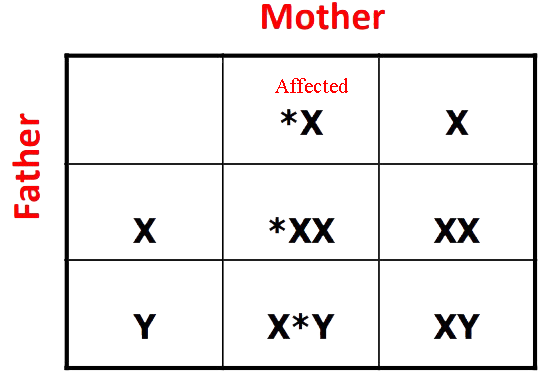 Mother
Father
Affected
*X X
X *XX XX
Y X*Y XY